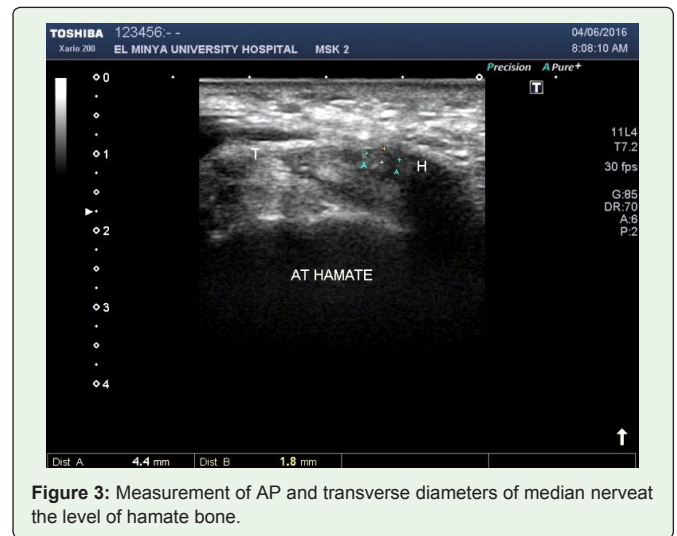 TOSHIBA 123456:- - 04/06/2016
Xario 200 EL MINYA UNIVERSITY HOSPITAL MSK 2 8:08:10 AM
Precision APure+
T
0
11L4
T7.2
1 T A A H
30 fps
G:85
DR:70
A:6
P:2
2
AT HAMATE
3
4
Dist A 4.4 mm Dist B 1.8 mm
Figure 3: Measurement of AP and transverse diameters of median nerveat
the level of hamate bone.